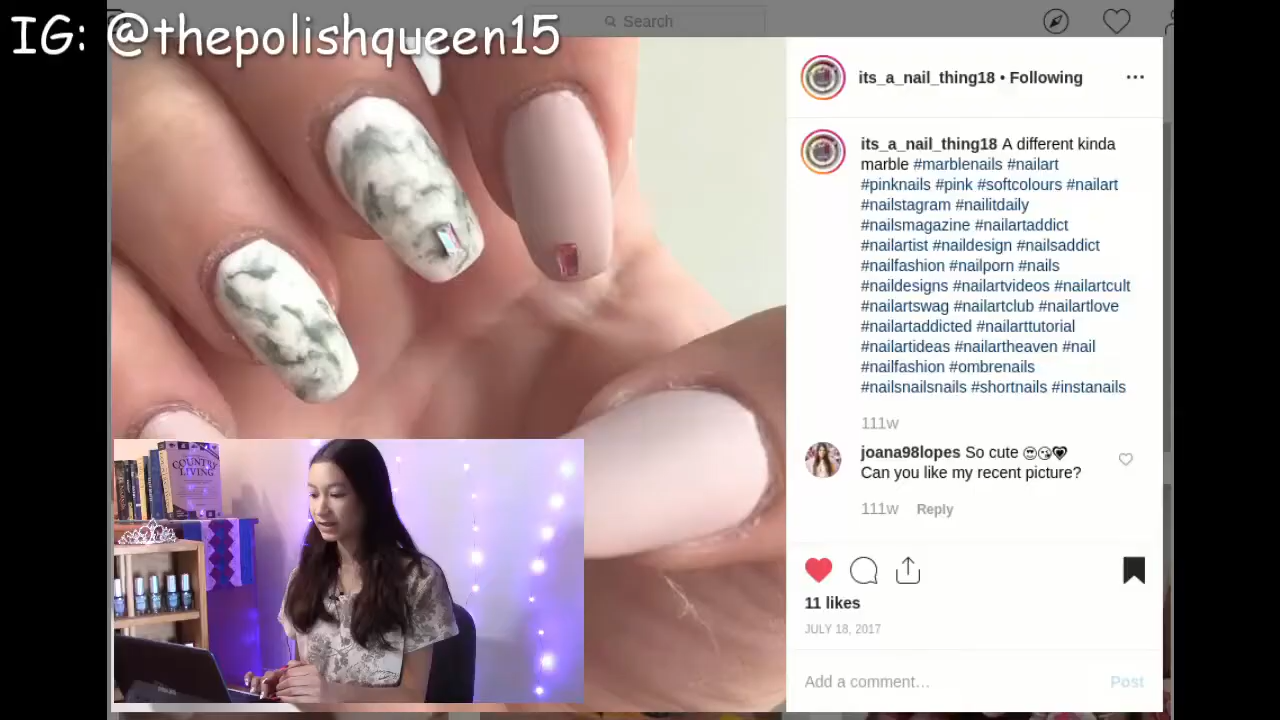 IG: @thepolishqueen15
Search
its_a_nail_thing18 • Following
its_a_nail_thing18 A different kinda
marble #marblenails #nailart
#pinknails #pink #softcolours #nailart
#nailstagram #nailitdaily
#nailsmagazine #nailartaddict
#nailartist #naildesign #nailsaddict
#nailfashion #nailporn #nails
#naildesigns #nailartvideos #nailartcult
#nailartswag #nailartclub #nailartlove
#nailartaddicted #nailarttutorial
#nailartideas #nailartheaven #nail
#nailfashion #ombrenails
#nailsnailsnails #shortnails #instanails
111w
joana98lopes So cute 😍😘🖤
Can you like my recent picture?
111w Reply
11 likes
JULY 18, 2017
Add a comment… Post
COUNTRY
LIVING